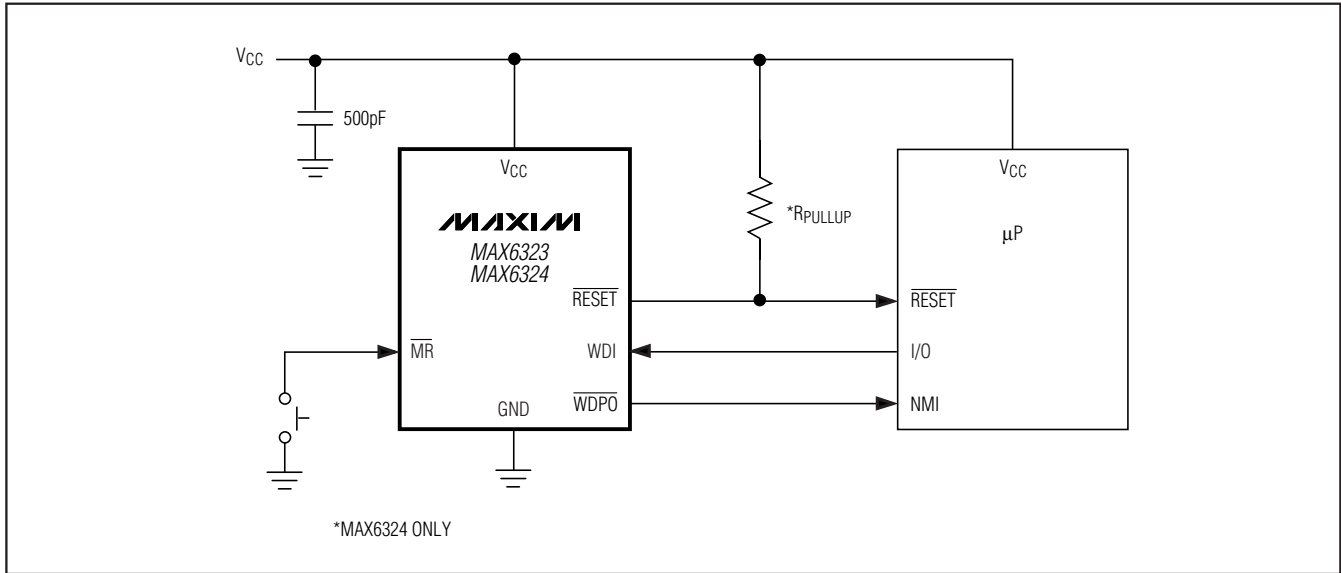 VCC
500pF
VCC
VCC
MAXIM
*RPULLUP
µP
MAX6323
MAX6324
RESET
RESET
MR
WDI
I/O
GND
WDPO
NMI
*MAX6324 ONLY